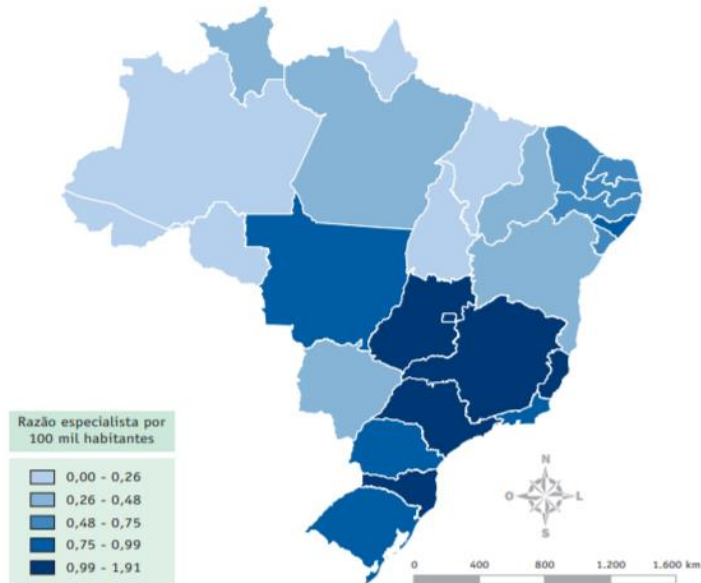 Razão especialista por
100 mil habitantes
0,00 - 0,26
0,26 - 0,48
0,48 - 0,75
0,75 - 0,99
0,99 - 1,91
N
O
L
S
0 400 800 1.200 1.600 km